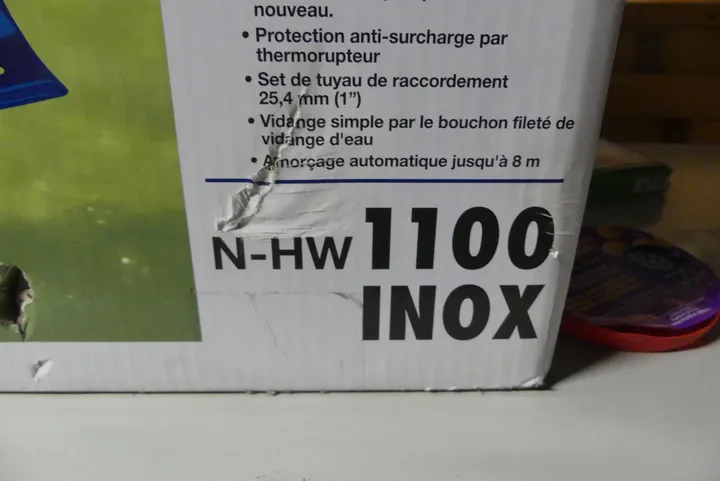 nouveau.
• Protection anti-surcharge par
thermorupteur
• Set de tuyau de raccordement
25,4 mm (1”)
• Vidange simple par le bouchon fileté de
vidange d'eau
• Amorçage automatique jusqu'à 8 m
N-HW 1100
INOX